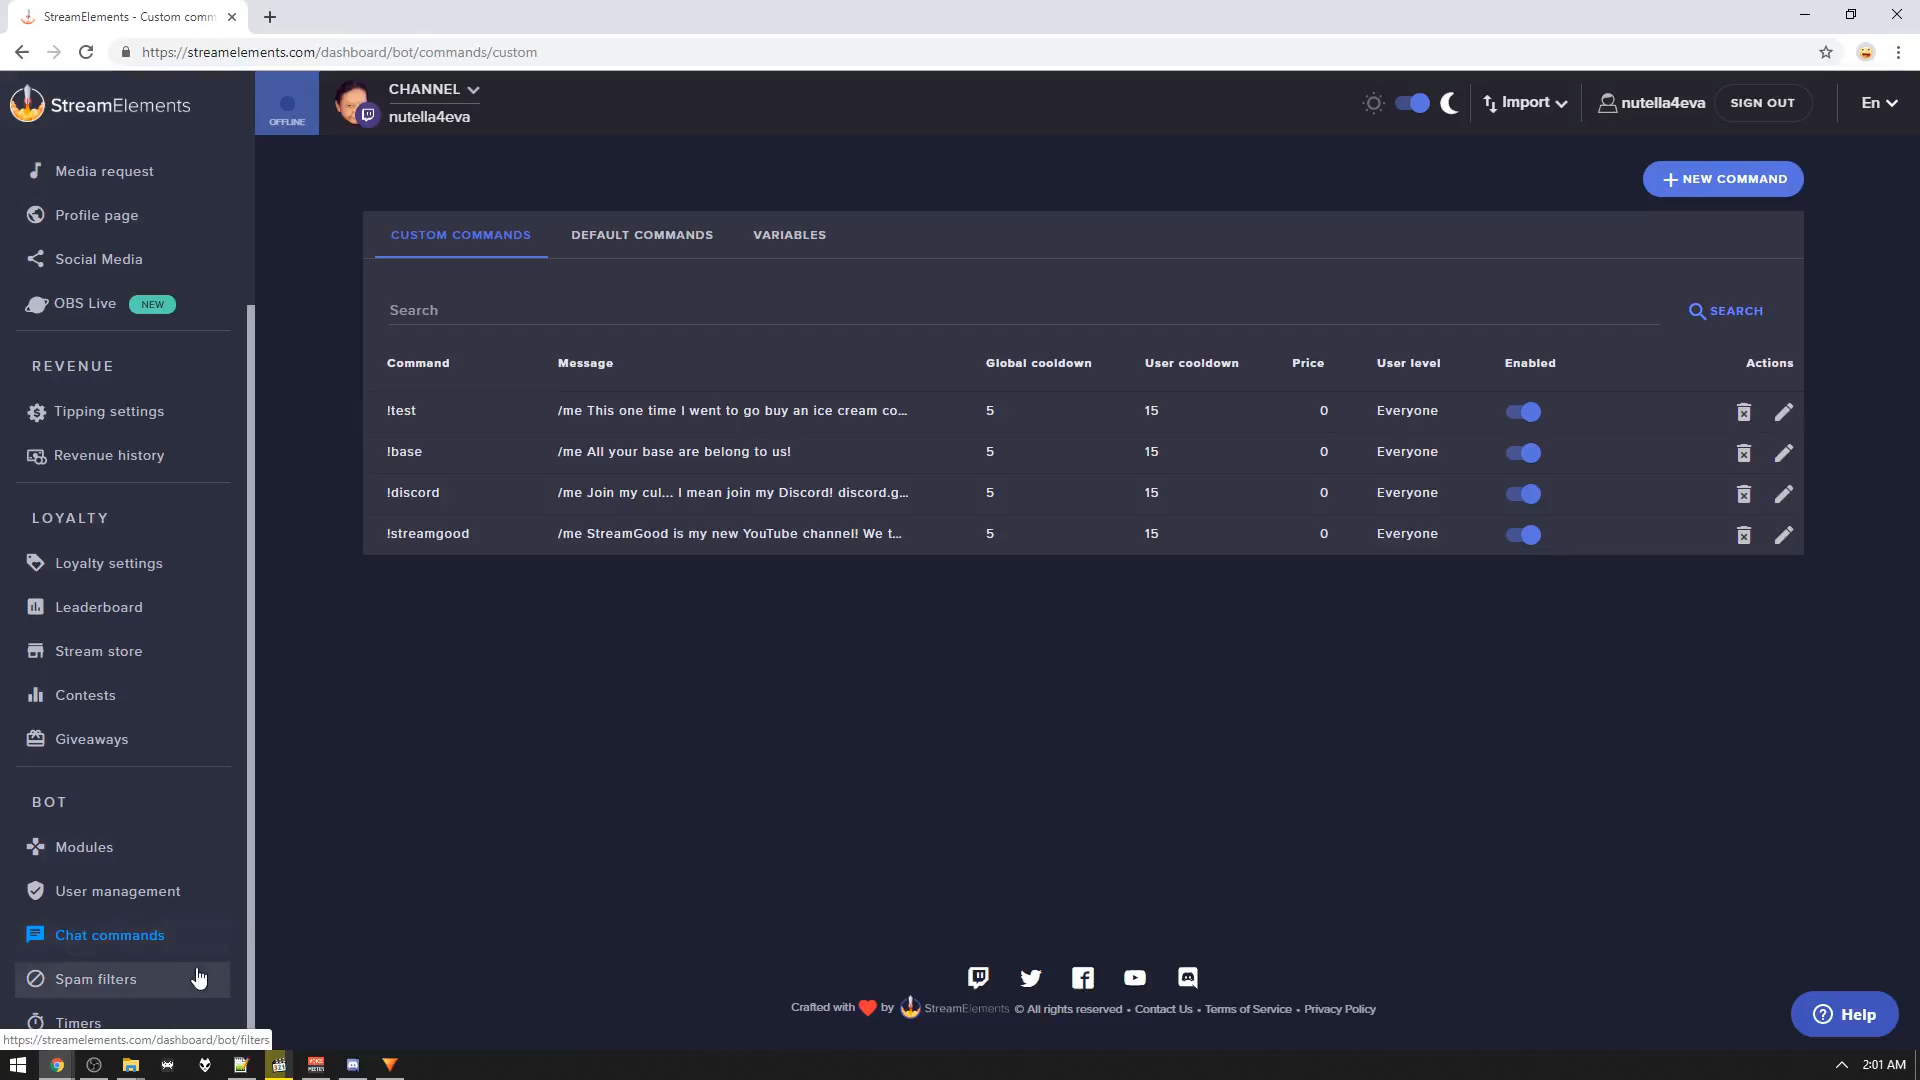 StreamElements - Custom comm
https://streamelements.com/dashboard/bot/commands/custom
StreamElements
OFFLINE
CHANNEL
nutella4eva
Import
nutella4eva
SIGN OUT
En
Media request
Profile page
Social Media
OBS Live NEW
REVENUE
Tipping settings
Revenue history
LOYALTY
Loyalty settings
Leaderboard
Stream store
Contests
Giveaways
BOT
Modules
User management
Chat commands
Spam filters
Timers
https://streamelements.com/dashboard/bot/filters
NEW COMMAND
CUSTOM COMMANDS DEFAULT COMMANDS VARIABLES
Search
SEARCH
Command Message Global cooldown User cooldown Price User level Enabled Actions
!test /me This one time I went to go buy an ice cream co... 5 15 0 Everyone
!base /me All your base are belong to us! 5 15 0 Everyone
!discord /me Join my cul... I mean join my Discord! discord.g... 5 15 0 Everyone
!streamgood /me StreamGood is my new YouTube channel! We t... 5 15 0 Everyone
Crafted with by StreamElements © All rights reserved • Contact Us • Terms of Service • Privacy Policy
Help
2:01 AM